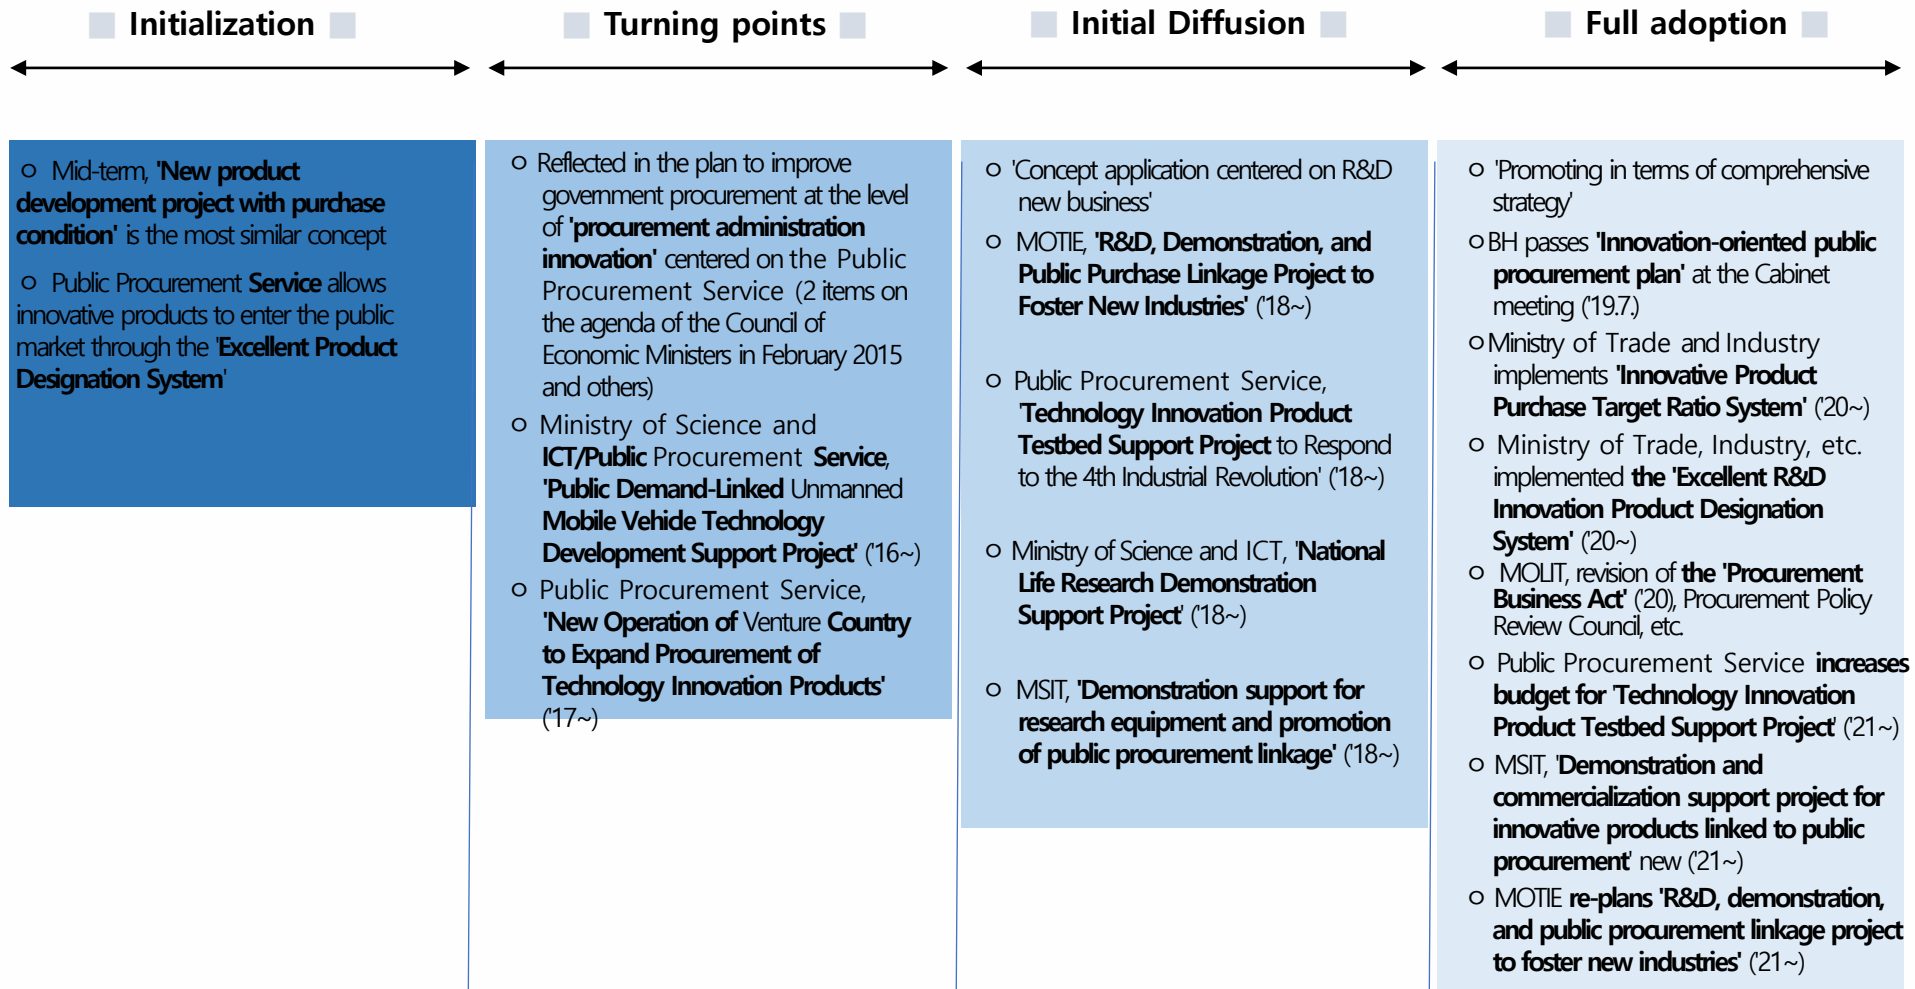 Initialization
Turning points
Initial Diffusion
Full adoption
o Mid-term, 'New product
development project with purchase
condition' is the most similar concept
o Public Procurement Service allows
innovative products to enter the public
market through the 'Excellent Product
Designation System'
o Reflected in the plan to improve
government procurement at the level
of 'procurement administration
innovation' centered on the Public
Procurement Service (2 items on
the agenda of the Council of
Economic Ministers in February 2015
and others)
o Ministry of Science and
ICT/Public Procurement Service,
'Public Demand-Linked Unmanned
Mobile Vehicle Technology
Development Support Project' ('16~)
o Public Procurement Service,
'New Operation of Venture Country
to Expand Procurement of
Technology Innovation Products'
('17~)
o 'Concept application centered on R&D
new business'
o MOTIE, 'R&D, Demonstration, and
Public Purchase Linkage Project to
Foster New Industries' ('18~)
o Public Procurement Service,
'Technology Innovation Product
Testbed Support Project to Respond
to the 4th Industrial Revolution' ('18~)
o Ministry of Science and ICT, 'National
Life Research Demonstration
Support Project' ('18~)
o MSIT, 'Demonstration support for
research equipment and promotion
of public procurement linkage' ('18~)
o 'Promoting in terms of comprehensive
strategy'
o BH passes 'Innovation-oriented public
procurement plan' at the Cabinet
meeting ('19.7.)
o Ministry of Trade and Industry
implements 'Innovative Product
Purchase Target Ratio System' ('20~)
o Ministry of Trade, Industry, etc.
implemented the 'Excellent R&D
Innovation Product Designation
System' ('20~)
o MOLIT, revision of the 'Procurement
Business Act' ('20), Procurement Policy
Review Council, etc.
o Public Procurement Service increases
budget for 'Technology Innovation
Product Testbed Support Project' ('21~)
o MSIT, 'Demonstration and
commercialization support project for
innovative products linked to public
procurement' new ('21~)
o MOTIE re-plans 'R&D, demonstration,
and public procurement linkage project
to foster new industries' ('21~)